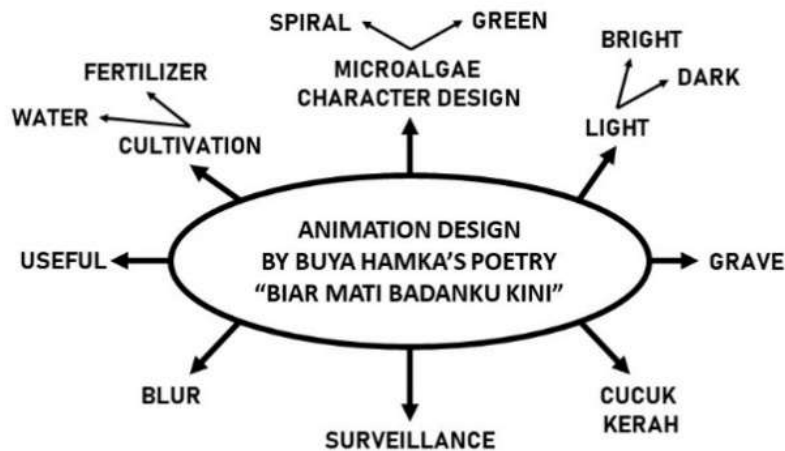 SPIRAL
GREEN
MICROALGAE
CHARACTER DESIGN
BRIGHT
DARK
LIGHT
FERTILIZER
WATER
CULTIVATION
ANIMATION DESIGN
BY BUYA HAMKA'S POETRY
“BIAR MATI BADANKU KINI”
USEFUL
GRAVE
BLUR
SURVEILLANCE
CUCUK
KERAH